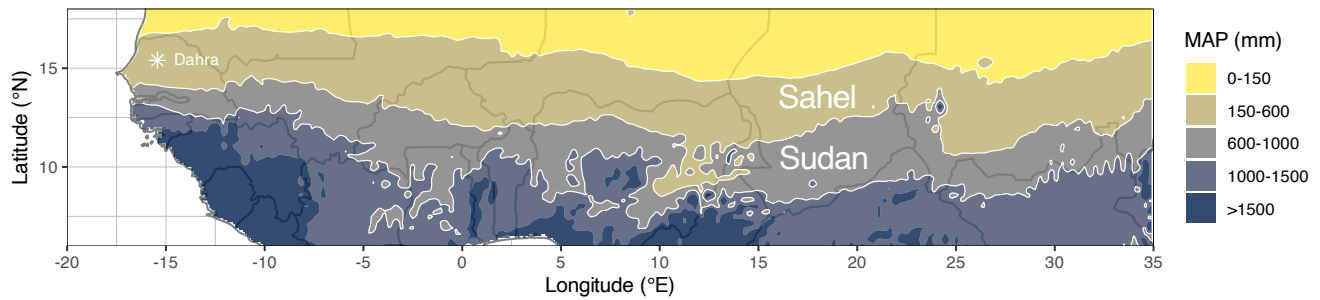 MAP (mm)
0-150
150-600
600-1000
1000-1500
>1500
Latitude (°N)
15
10
Dahra
Sahel
Sudan
-20 -15 -10 -5 0 5 10 15 20 25 30 35
Longitude (°E)